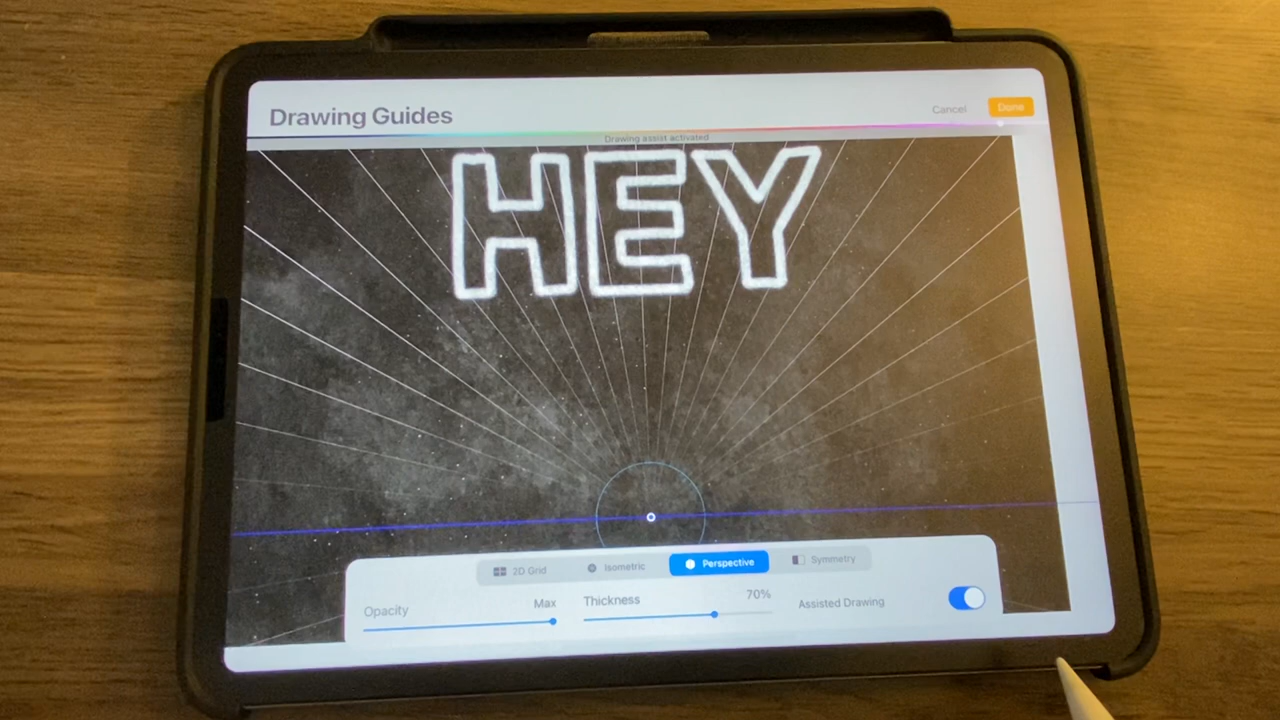 Drawing Guides
Cancel
Done
Drawing assist activated
HEY
2D Grid
Isometric
Perspective
Symmetry
Opacity
Max
Thickness
70%
Assisted Drawing